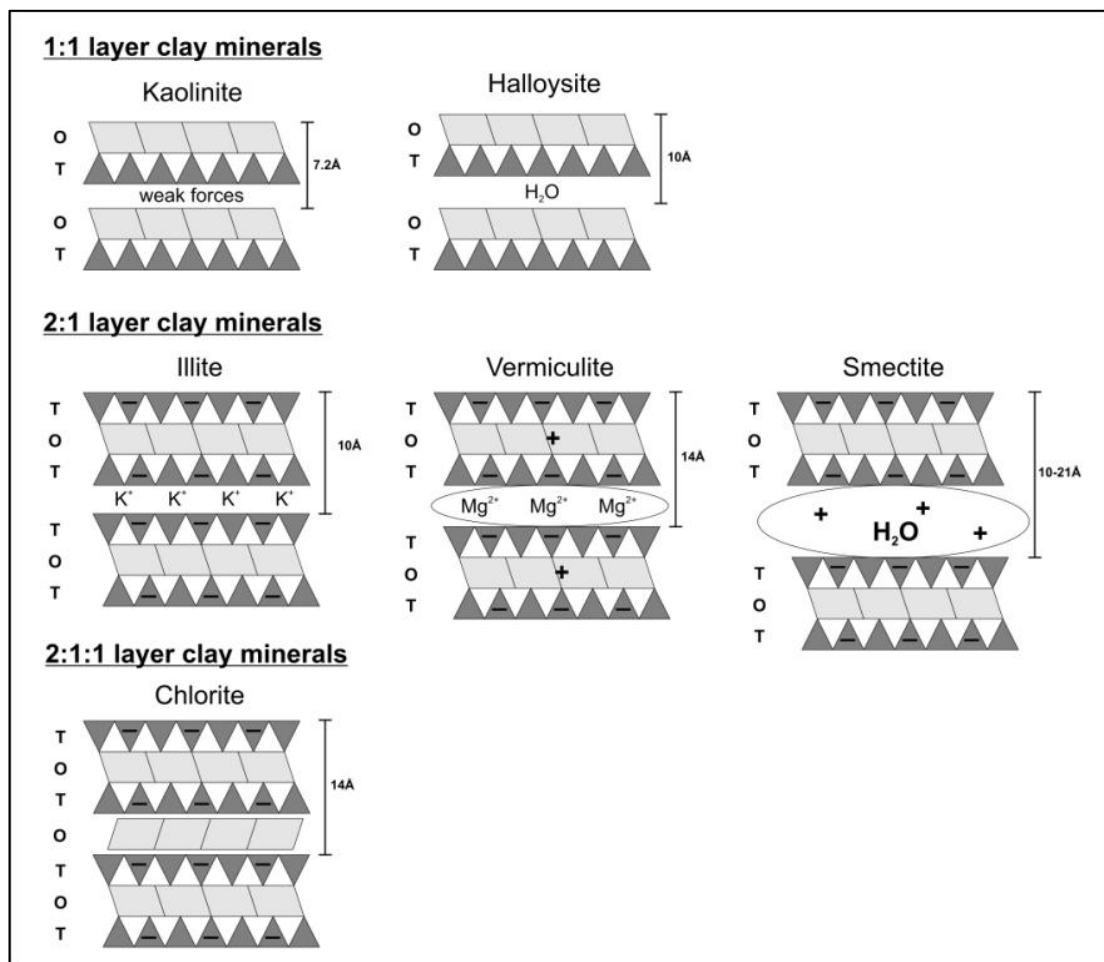 1:1 layer clay minerals
Kaolinite
O
T
7.2Å
weak forces
O
T
Halloysite
O
T
10Å
H₂O
O
T
2:1 layer clay minerals
Illite
T
O
T
10Å
K⁺ K⁺ K⁺ K⁺
T
O
T
Vermiculite
T
O +
T
14Å
Mg²⁺ Mg²⁺ Mg²⁺
T
O +
T
Smectite
T
O
T
10-21Å
+ + +
H₂O
T
O
T
2:1:1 layer clay minerals
Chlorite
T
O
T
14Å
O
T
O
T